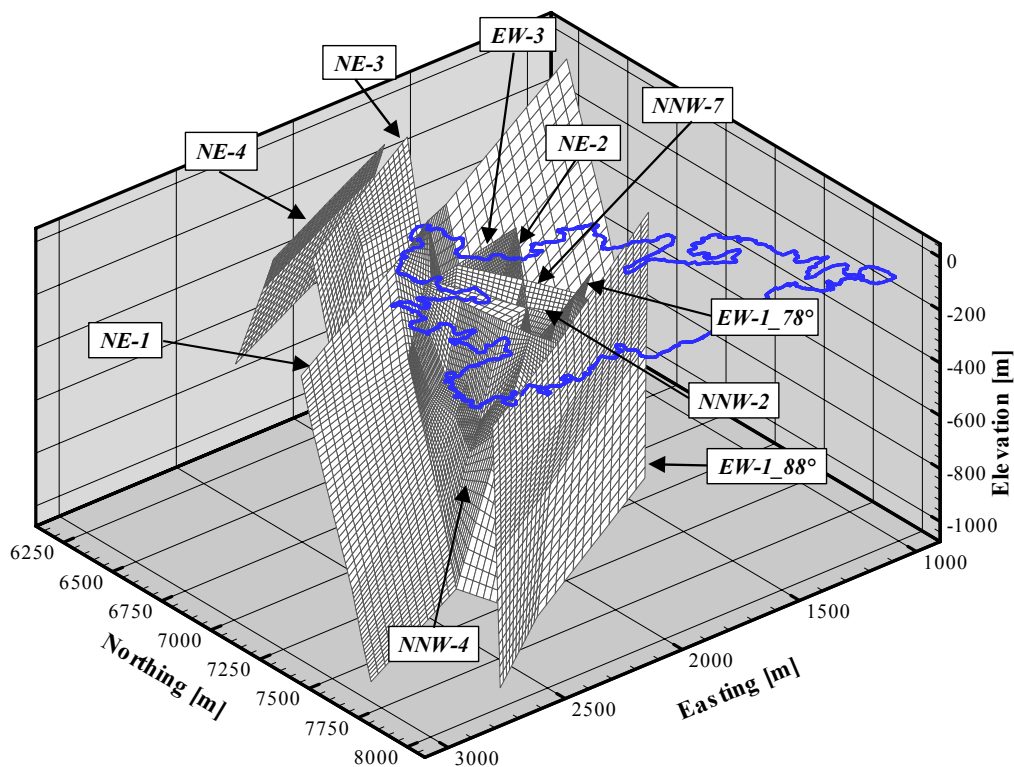 EW-3
NE-3
NNW-7
NE-2
NE-4
EW-1_78°
NE-1
NNW-2
EW-1_88°
NNW-4
0
-200
-400
-600
-800
-1000
Elevation [m]
6250
6500
6750
7000
7250
7500
7750
8000
Northing [m]
1000
1500
2000
2500
3000
Easting [m]